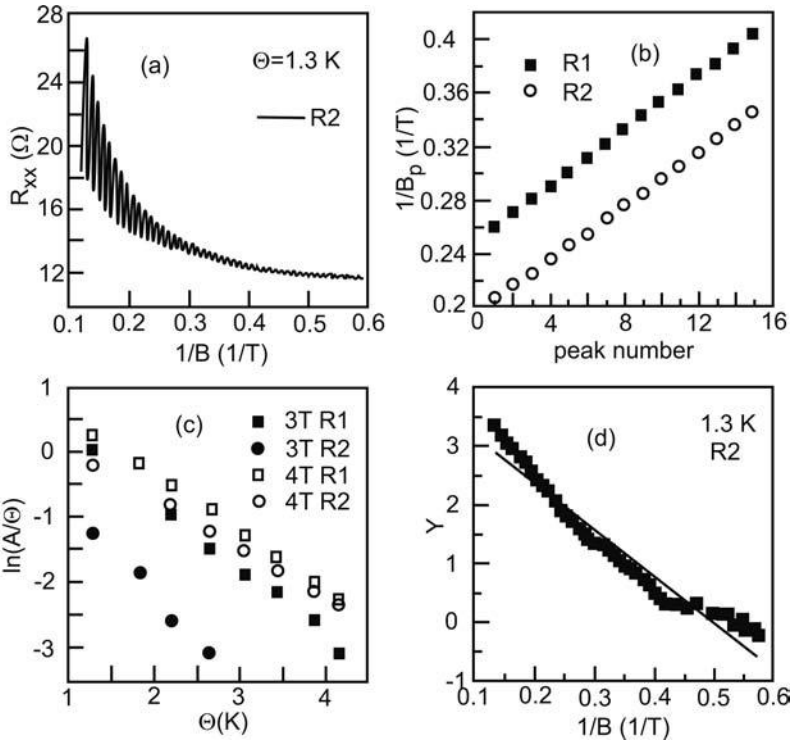 28
24
20
16
12
R_xx (Ω)
(a)
Θ=1.3 K
R2
0.1 0.2 0.3 0.4 0.5 0.6
1/B (1/T)
0.4
0.36
0.32
0.28
0.24
0.2
1/B_p (1/T)
(b)
R1
R2
0 4 8 12 16
peak number
1
0
-1
-2
-3
ln(A/Θ)
(c)
3T R1
3T R2
4T R1
4T R2
1 2 3 4
Θ(K)
4
3
2
1
0
-1
Y
(d)
1.3 K
R2
0.1 0.2 0.3 0.4 0.5 0.6
1/B (1/T)